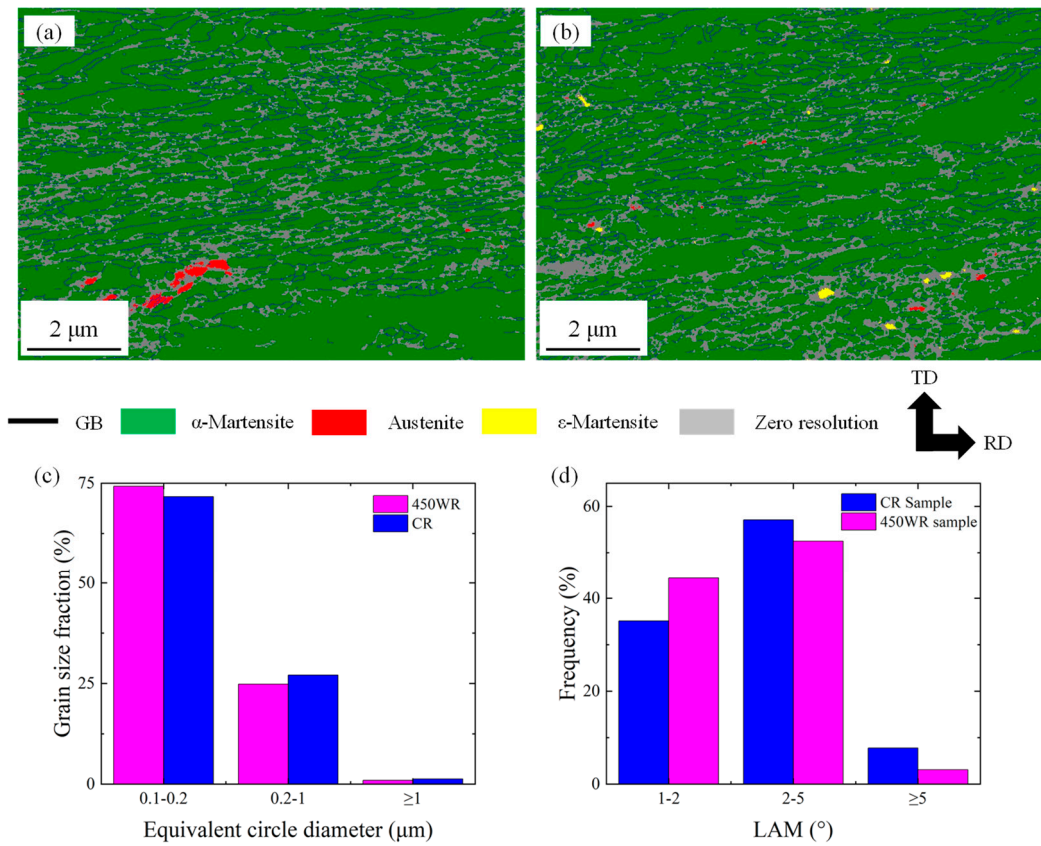 (a)
(b)
2 μm
2 μm
GB
α-Martensite
Austenite
ε-Martensite
Zero resolution
TD
RD
(c)
75
50
25
0
Grain size fraction (%)
450WR
CR
0.1-0.2
0.2-1
≥1
Equivalent circle diameter (μm)
(d)
60
40
20
0
Frequency (%)
CR Sample
450WR sample
1-2
2-5
≥5
LAM (°)